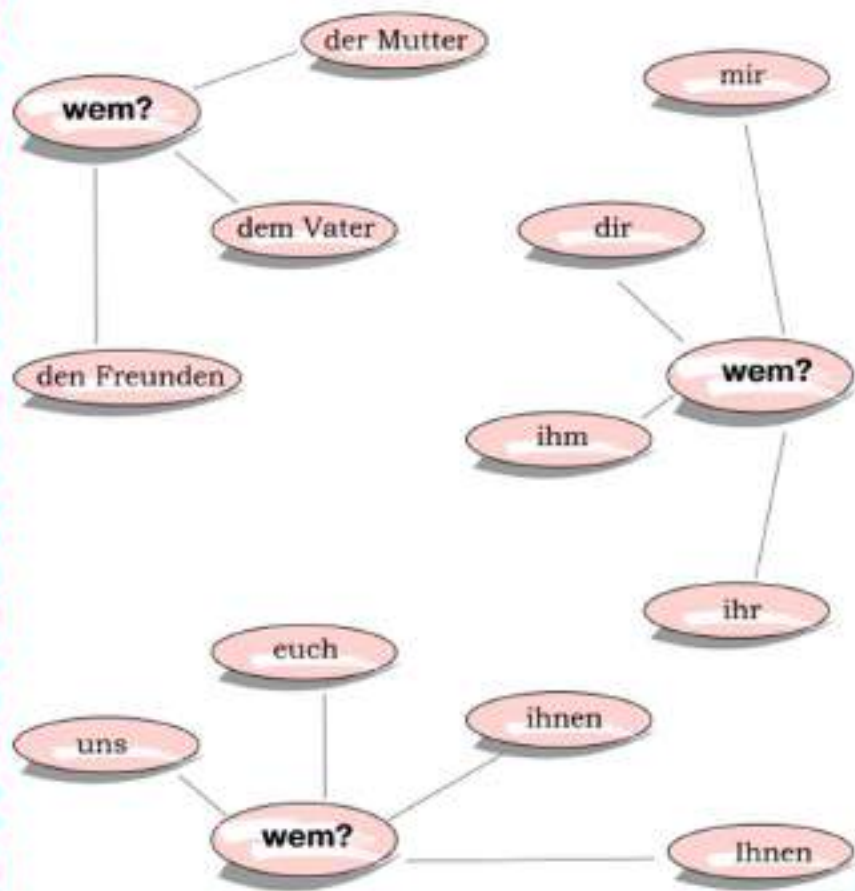 der Mutter
wem?
dem Vater
den Freunden
mir
dir
wem?
ihm
ihr
euch
uns
ihnen
wem?
Ihnen